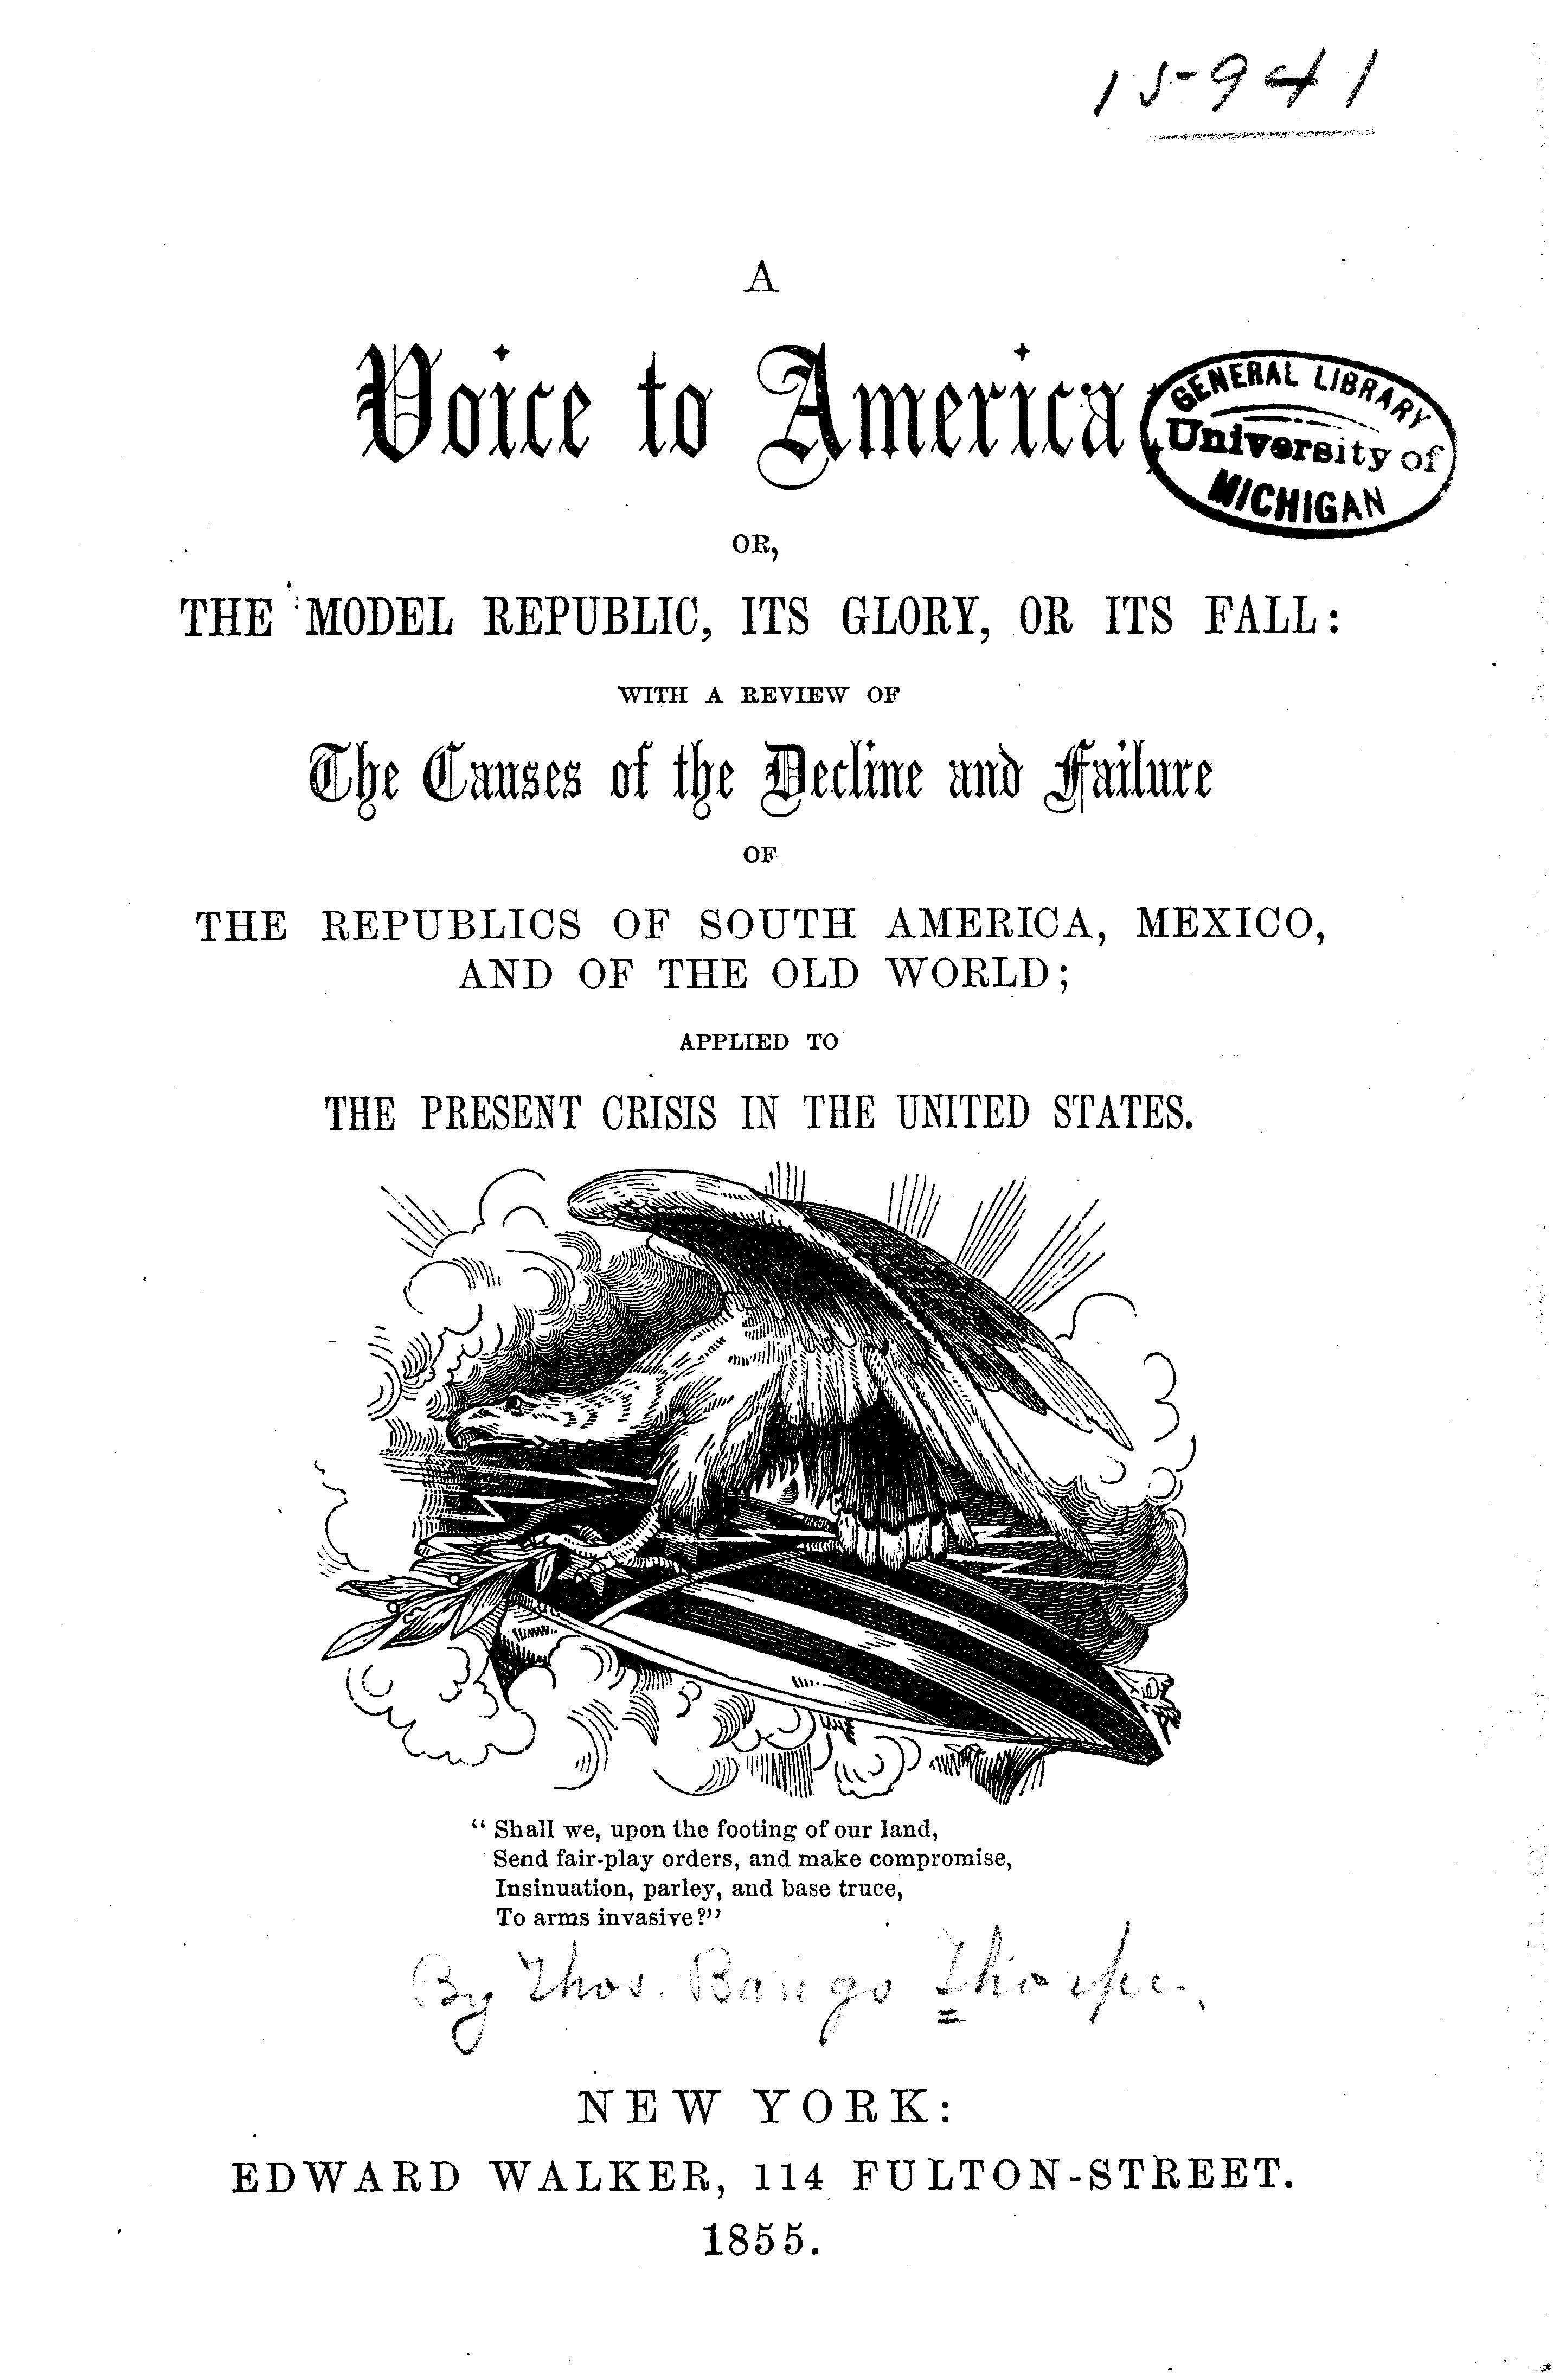 15941
A
Voice to America
GENERAL LIBRARY
University of
MICHIGAN
OR,
THE MODEL REPUBLIC, ITS GLORY, OR ITS FALL:
WITH A REVIEW OF
The Causes of the Decline and Failure
OF
THE REPUBLICS OF SOUTH AMERICA, MEXICO,
AND OF THE OLD WORLD;
APPLIED TO
THE PRESENT CRISIS IN THE UNITED STATES.
“Shall we, upon the footing of our land,
Send fair-play orders, and make compromise,
Insinuation, parley, and base truce,
To arms invasive?”
By Thos. Bangs Thorpe.
NEW YORK:
EDWARD WALKER, 114 FULTON-STREET.
1855.